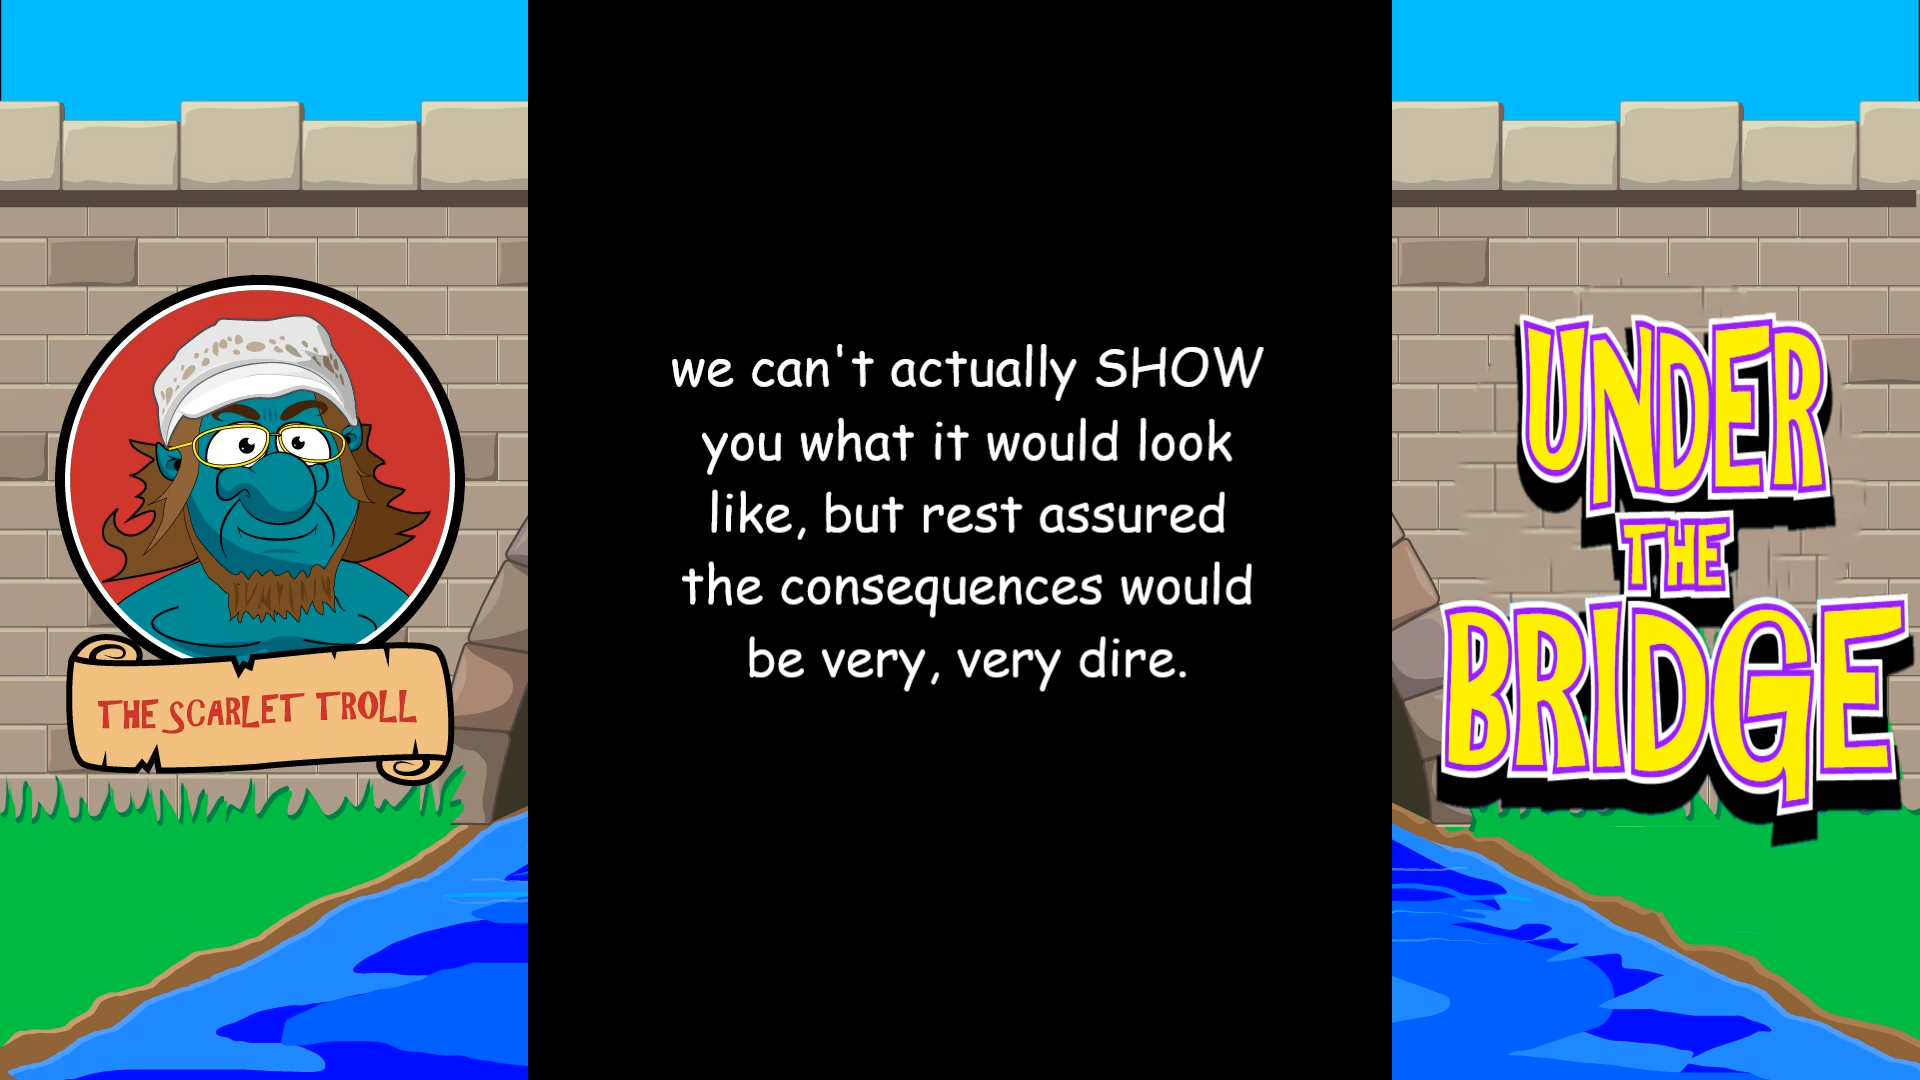 we can't actually SHOW
you what it would look
like, but rest assured
the consequences would
be very, very dire.
THE SCARLET TROLL
UNDER
THE
BRIDGE